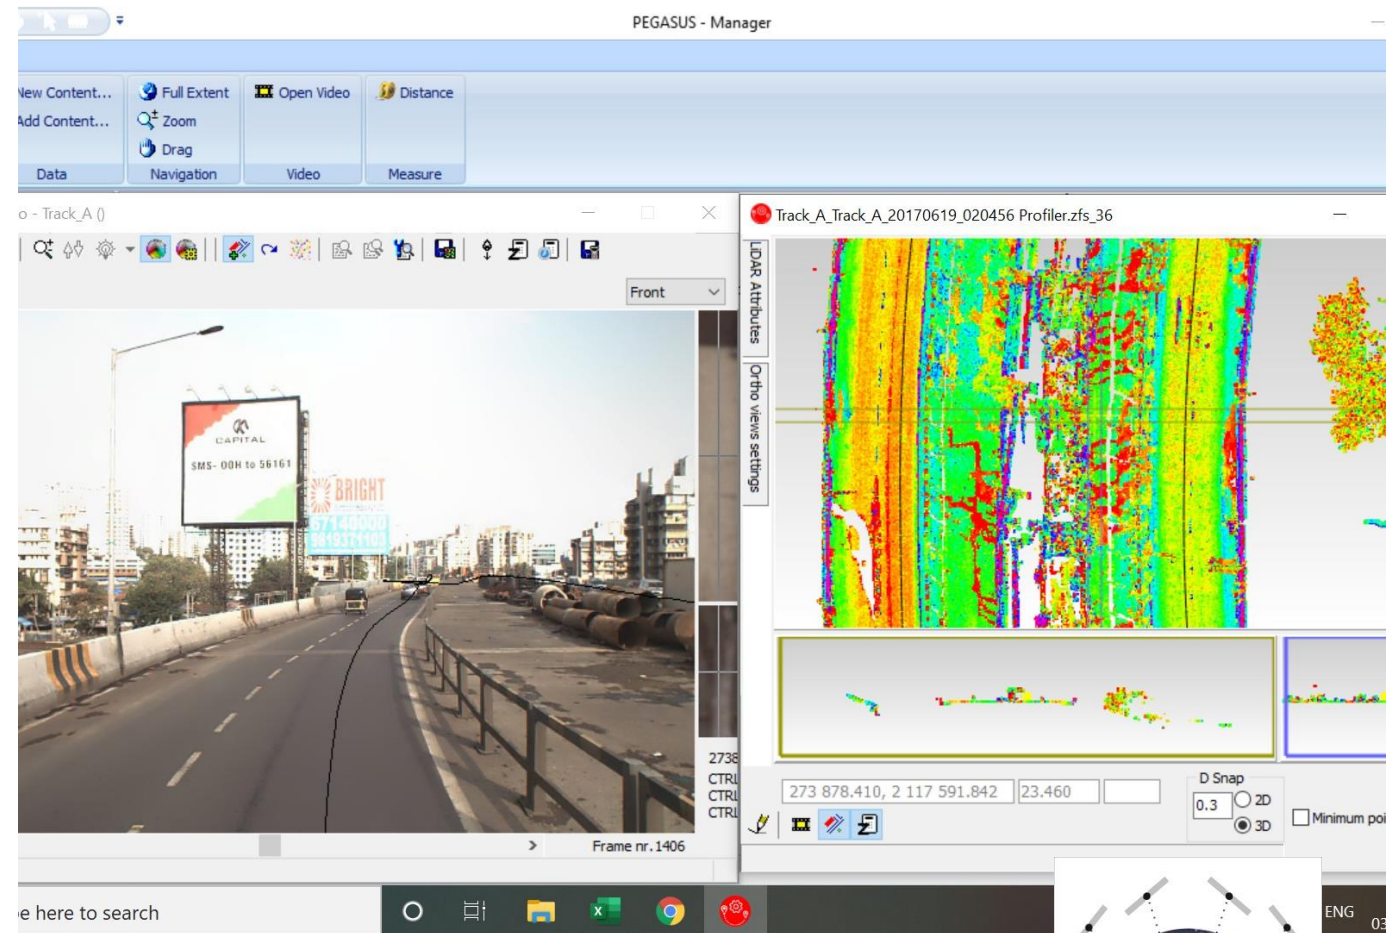 PEGASUS - Manager
New Content...
Add Content...
Data
Full Extent
Zoom
Drag
Navigation
Open Video
Video
Distance
Measure
o - Track_A ()
Front
CAPITAL
SMS- OOH to 56161
BRIGHT
67140000
9819371103
2738
CTRL
CTRL
CTRL
Frame nr.1406
Track_A_Track_A_20170619_020456 Profiler.zfs_36
LiDAR Attributes
Ortho views settings
273 878.410, 2 117 591.842
23.460
D Snap
0.3
2D
3D
Minimum poi
e here to search
ENG
03